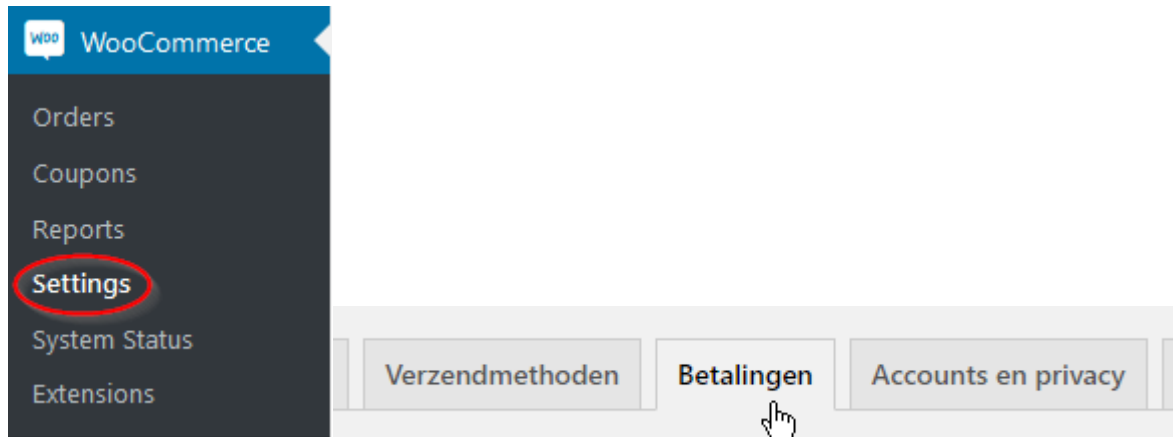 Woo WooCommerce
Orders
Coupons
Reports
Settings
System Status
Extensions
Verzendmethoden Betalingen Accounts en privacy